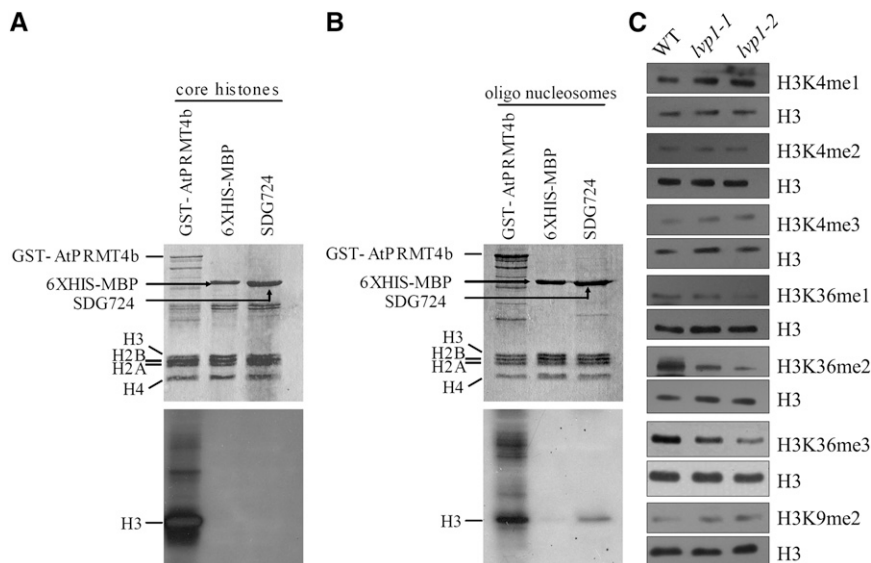 A
core histones
GST- AtPRMT4b
6XHIS-MBP
SDG724
GST- AtPRMT4b
6XHIS-MBP
SDG724
H3
H2B
H2A
H4
H3
B
oligo nucleosomes
GST- AtPRMT4b
6XHIS-MBP
SDG724
GST- AtPRMT4b
6XHIS-MBP
SDG724
H3
H2B
H2A
H4
H3
C
WT
lvp1-1
lvp1-2
H3K4me1
H3
H3K4me2
H3
H3K4me3
H3
H3K36me1
H3
H3K36me2
H3
H3K36me3
H3
H3K9me2
H3